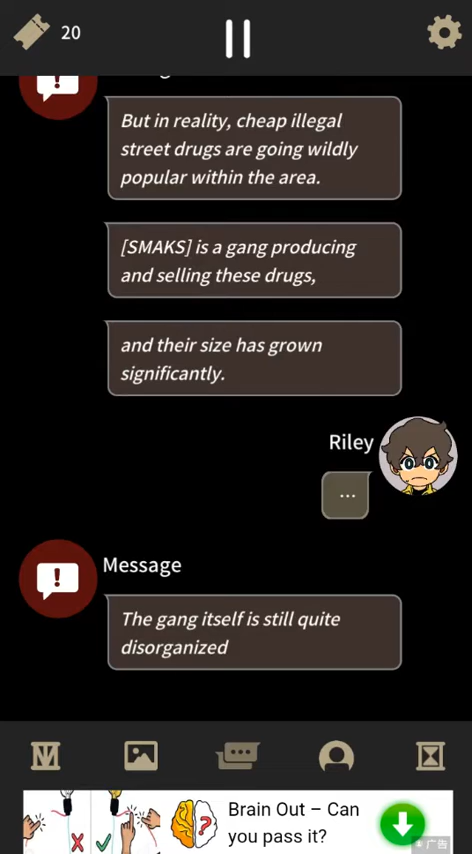 20
But in reality, cheap illegal
street drugs are going wildly
popular within the area.
[SMAKS] is a gang producing
and selling these drugs,
and their size has grown
significantly.
Riley
...
Message
The gang itself is still quite
disorganized
Brain Out – Can
you pass it?
广告